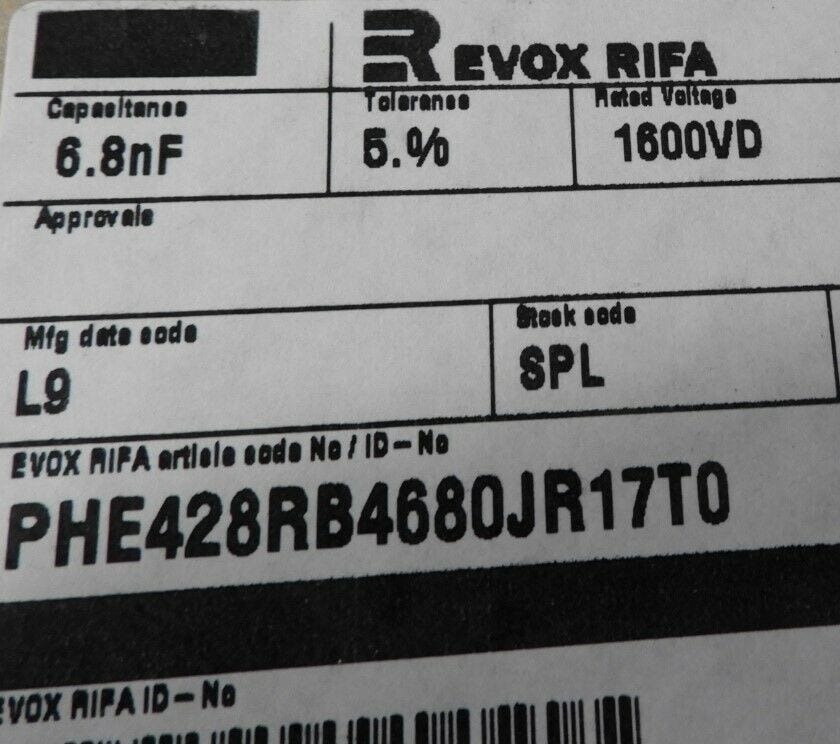 EVOX RIFA
Capacitance Tolerance Rated Voltage
6.8nF 5.% 1600VD
Approvals
Mfg date code Stock code
L9 SPL
EVOX RIFA article code No / ID-No
PHE428RB4680JR17T0
EVOX RIFA ID-No